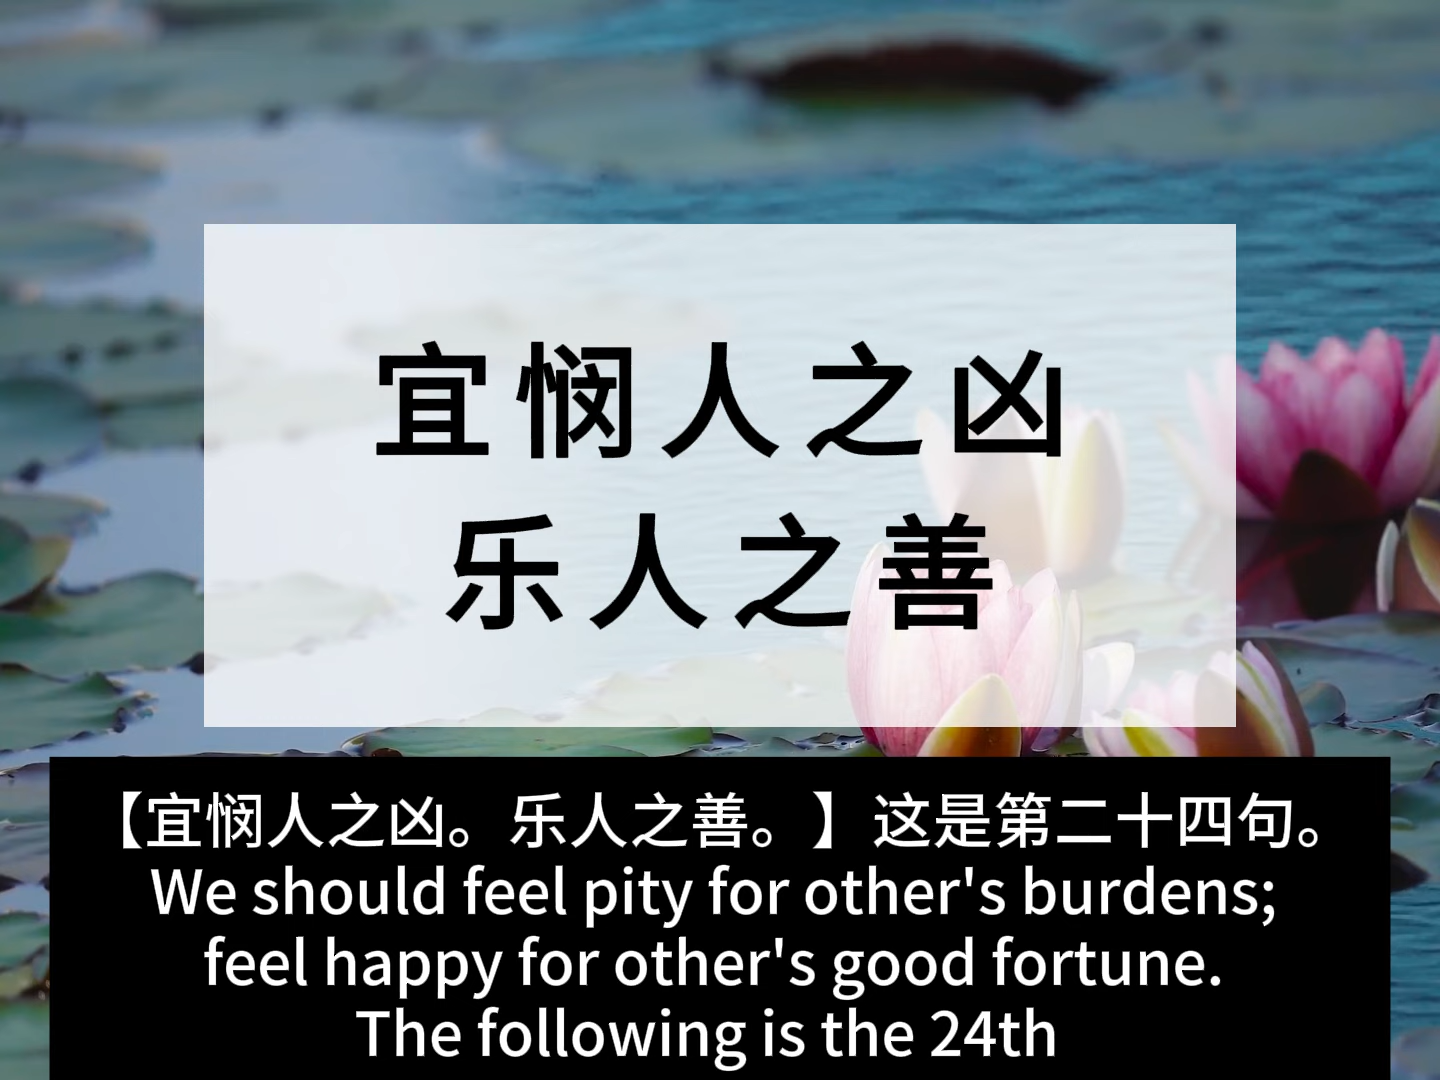 宜悯人之凶
乐人之善
【宜悯人之凶。乐人之善。】这是第二十四句。
We should feel pity for other's burdens;
feel happy for other's good fortune.
The following is the 24th